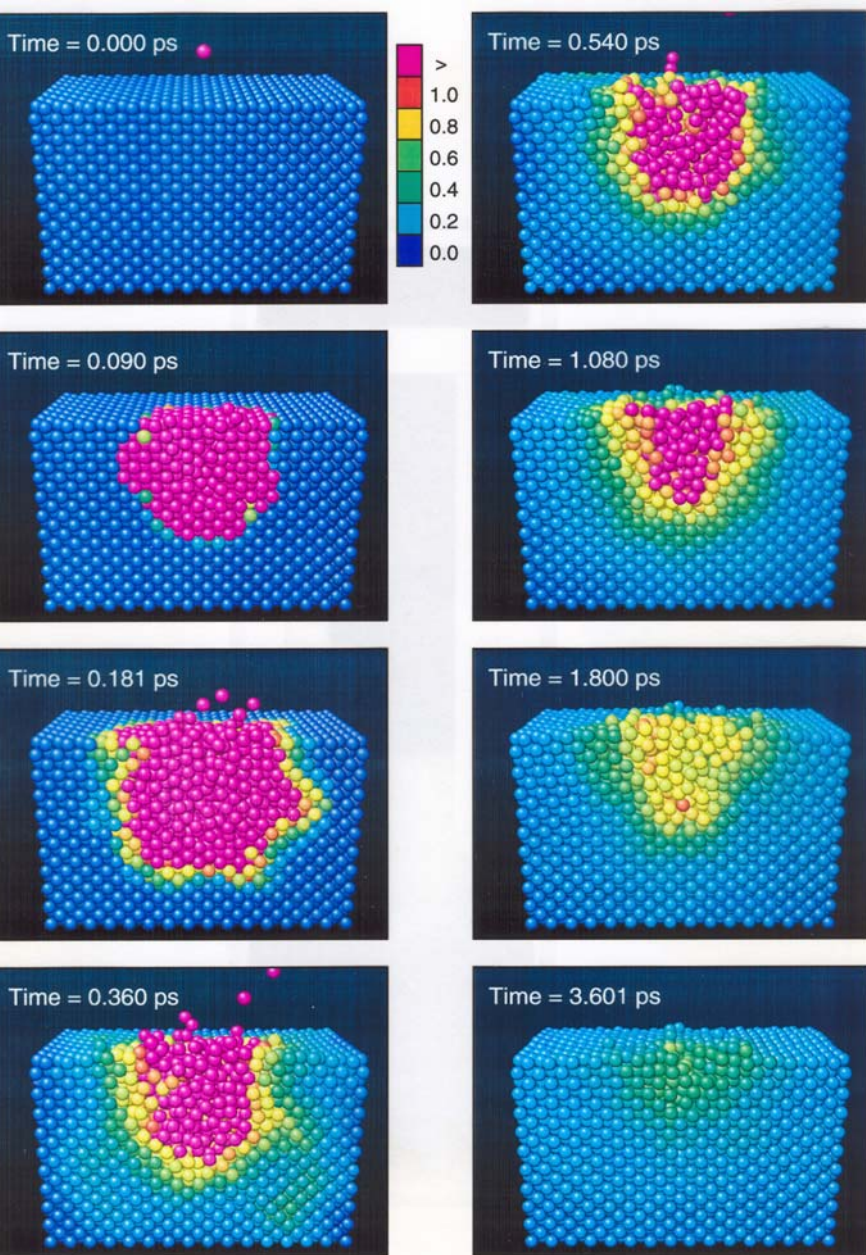 Time = 0.000 ps
>
1.0
0.8
0.6
0.4
0.2
0.0
Time = 0.540 ps
Time = 0.090 ps
Time = 1.080 ps
Time = 0.181 ps
Time = 1.800 ps
Time = 0.360 ps
Time = 3.601 ps